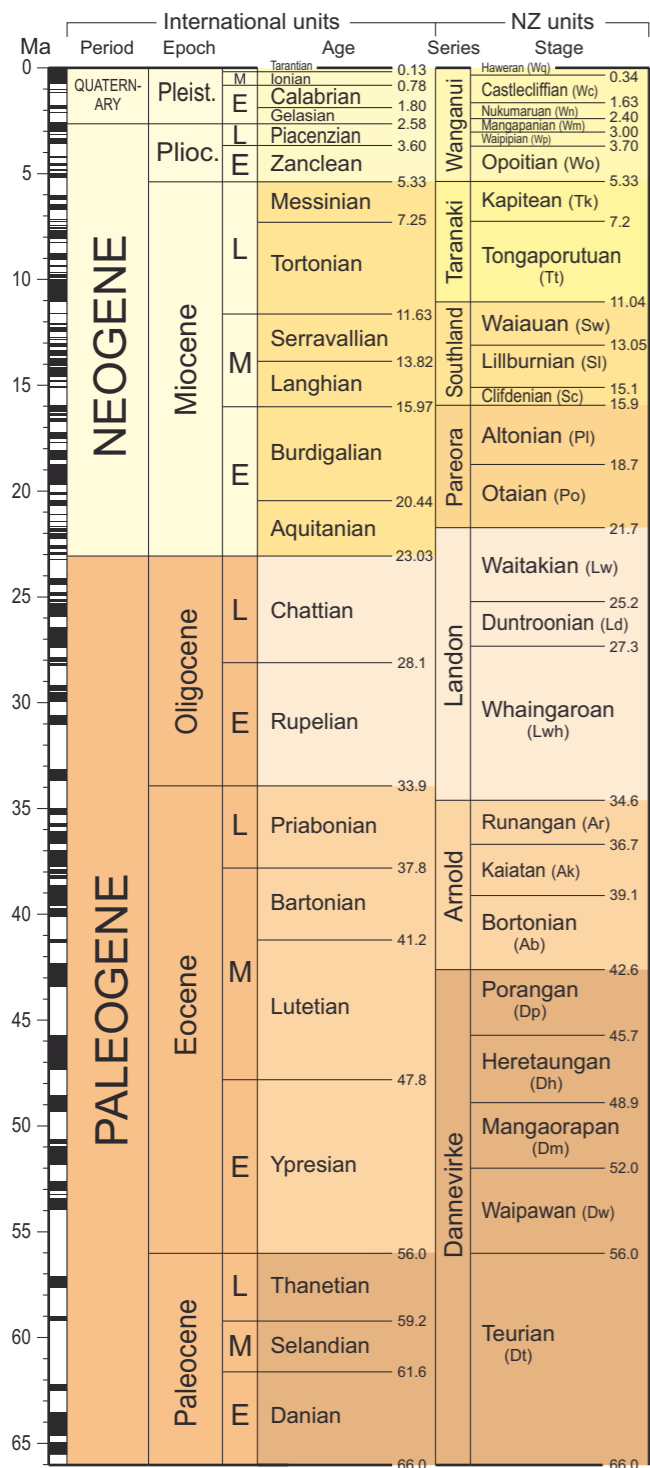 International units
NZ units
Ma
Period
Epoch
Age
Series
Stage
0
5
10
15
20
25
30
35
40
45
50
55
60
65
QUATERN-
ARY
NEOGENE
PALEOGENE
Pleist.
Plioc.
Miocene
Oligocene
Eocene
Paleocene
M
E
L
E
L
M
E
L
E
L
M
E
L
M
E
Tarantian
0.13
Ionian
0.78
Calabrian
1.80
Gelasian
2.58
Piacenzian
3.60
Zanclean
5.33
Messinian
7.25
Tortonian
11.63
Serravallian
13.82
Langhian
15.97
Burdigalian
20.44
Aquitanian
23.03
Chattian
28.1
Rupelian
33.9
Priabonian
37.8
Bartonian
41.2
Lutetian
47.8
Ypresian
56.0
Thanetian
59.2
Selandian
61.6
Danian
66.0
Wanganui
Taranaki
Southland
Pareora
Landon
Arnold
Dannevirke
Haweran (Wq)
0.34
Castlecliffian (Wc)
1.63
Nukumaruan (Wn)
2.40
Mangapanian (Wm)
3.00
Waipipian (Wp)
3.70
Opoitian (Wo)
5.33
Kapitean (Tk)
7.2
Tongaporutuan
(Tt)
11.04
Waiauan (Sw)
13.05
Lillburnian (Sl)
15.1
Clifdenian (Sc)
15.9
Altonian (Pl)
18.7
Otaian (Po)
21.7
Waitakian (Lw)
25.2
Duntroonian (Ld)
27.3
Whaingaroan
(Lwh)
34.6
Runangan (Ar)
36.7
Kaiatan (Ak)
39.1
Bortonian
(Ab)
42.6
Porangan
(Dp)
45.7
Heretaungan
(Dh)
48.9
Mangaorapan
(Dm)
52.0
Waipawan (Dw)
56.0
Teurian
(Dt)
66.0